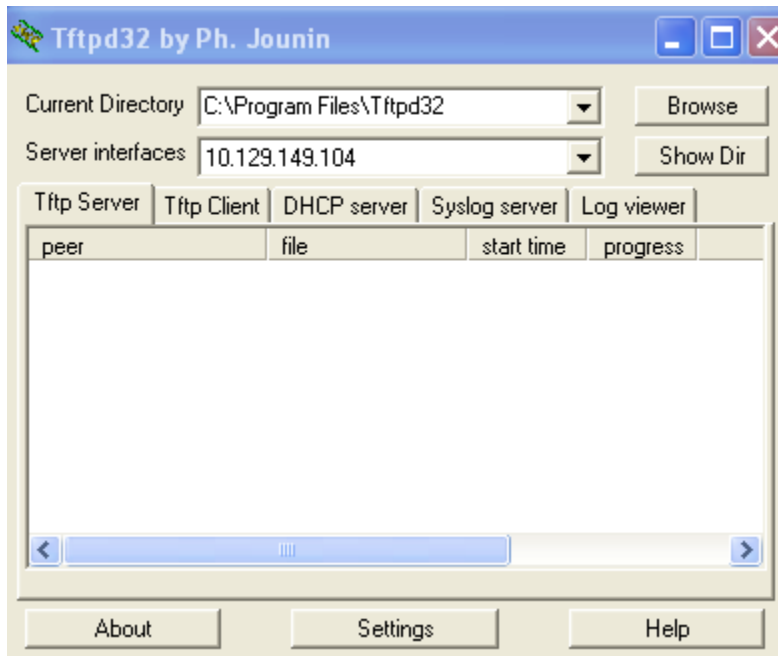 Tftpd32 by Ph. Jounin
Current Directory C:\Program Files\Tftpd32 Browse
Server interfaces 10.129.149.104 Show Dir
Tftp Server Tftp Client DHCP server Syslog server Log viewer
peer file start time progress
About Settings Help